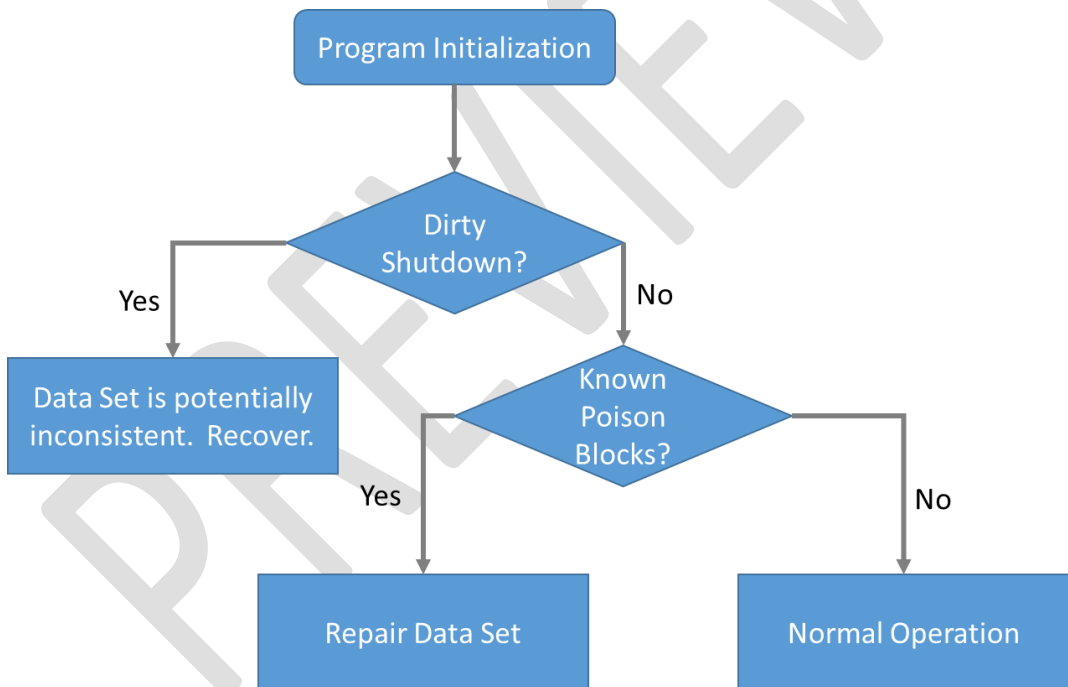 Program Initialization
Dirty
Shutdown?
Yes
No
Data Set is potentially
inconsistent.  Recover.
Known
Poison
Blocks?
Yes
No
Repair Data Set
Normal Operation
PREVIEW